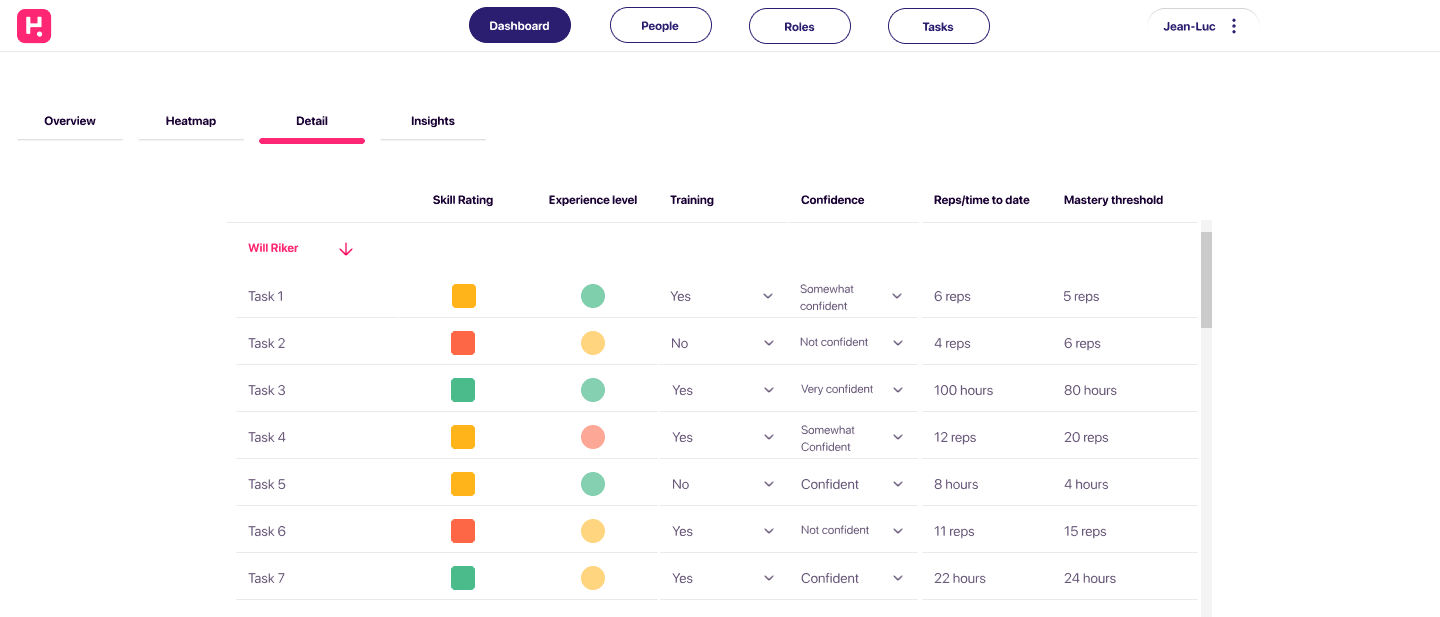 H.
Dashboard People Roles Tasks Jean-Luc
Overview Heatmap Detail Insights
Skill Rating Experience level Training Confidence Reps/time to date Mastery threshold
Will Riker
Task 1 Yes Somewhat confident 6 reps 5 reps
Task 2 No Not confident 4 reps 6 reps
Task 3 Yes Very confident 100 hours 80 hours
Task 4 Yes Somewhat Confident 12 reps 20 reps
Task 5 No Confident 8 hours 4 hours
Task 6 Yes Not confident 11 reps 15 reps
Task 7 Yes Confident 22 hours 24 hours